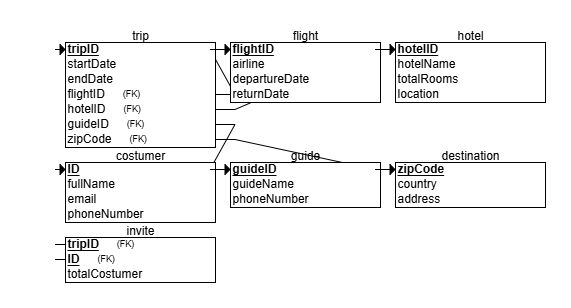 trip
tripID
startDate
endDate
flightID (FK)
hotelID (FK)
guideID (FK)
zipCode (FK)
flight
flightID
airline
departureDate
returnDate
hotel
hotelID
hotelName
totalRooms
location
costumer
ID
fullName
email
phoneNumber
guide
guideID
guideName
phoneNumber
destination
zipCode
country
address
invite
tripID (FK)
ID (FK)
totalCostumer